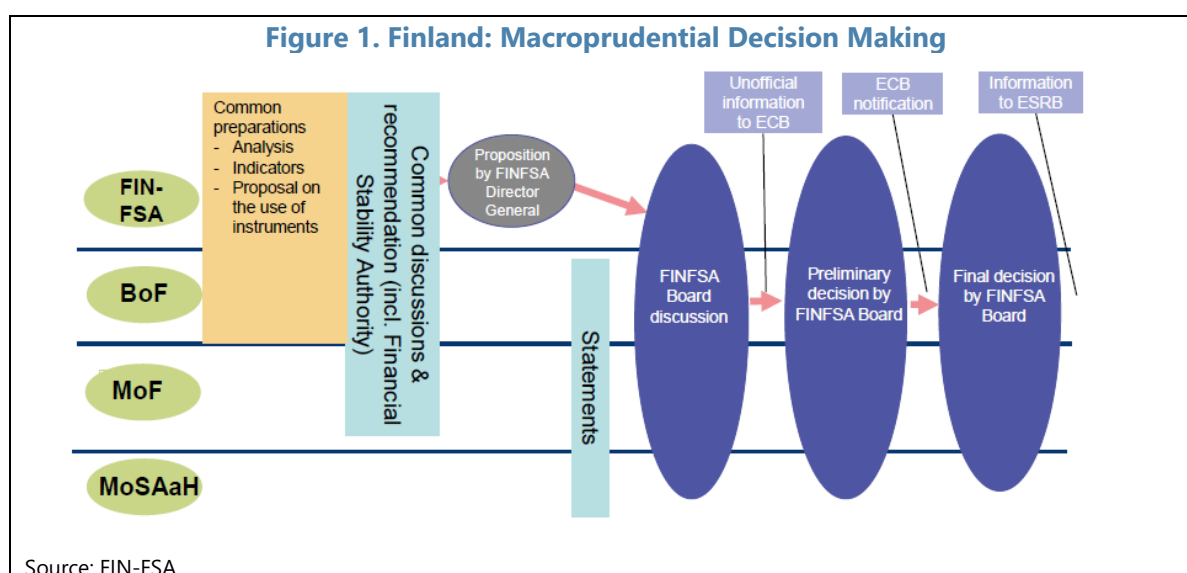 Figure 1. Finland: Macroprudential Decision Making
Unofficial
information
to ECB
ECB
notification
Information
to ESRB
Common
preparations
- Analysis
- Indicators
- Proposal on
the use of
instruments
Common discussions &
recommendation (incl. Financial
Stability Authority)
Proposition
by FINFSA
Director
General
FIN-
FSA
BoF
MoF
MoSAaH
Statements
FINFSA
Board
discussion
Preliminary
decision by
FINFSA Board
Final decision
by FINFSA
Board
Source: FIN-FSA